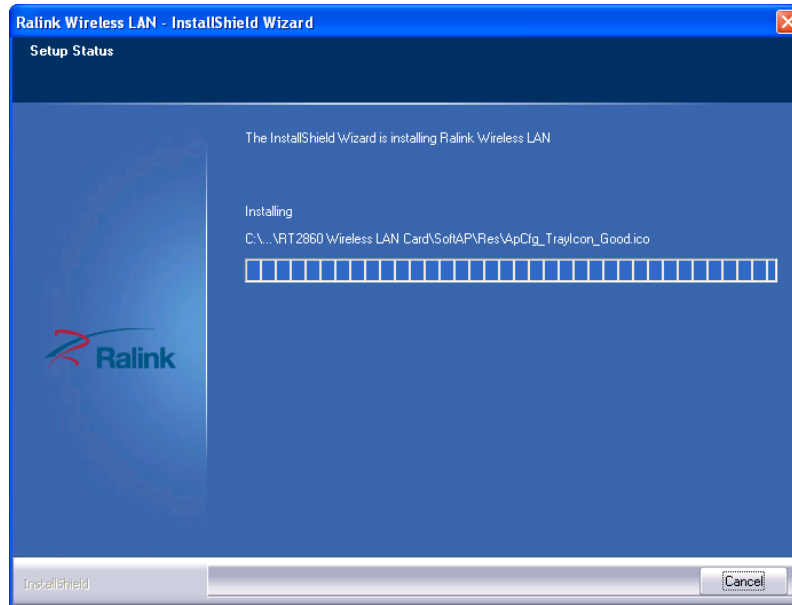 Ralink Wireless LAN - InstallShield Wizard
Setup Status
The InstallShield Wizard is installing Ralink Wireless LAN
Installing
C:\...\RT2860 Wireless LAN Card\SoftAP\Res\ApCfg_TrayIcon_Good.ico
Ralink
InstallShield
Cancel